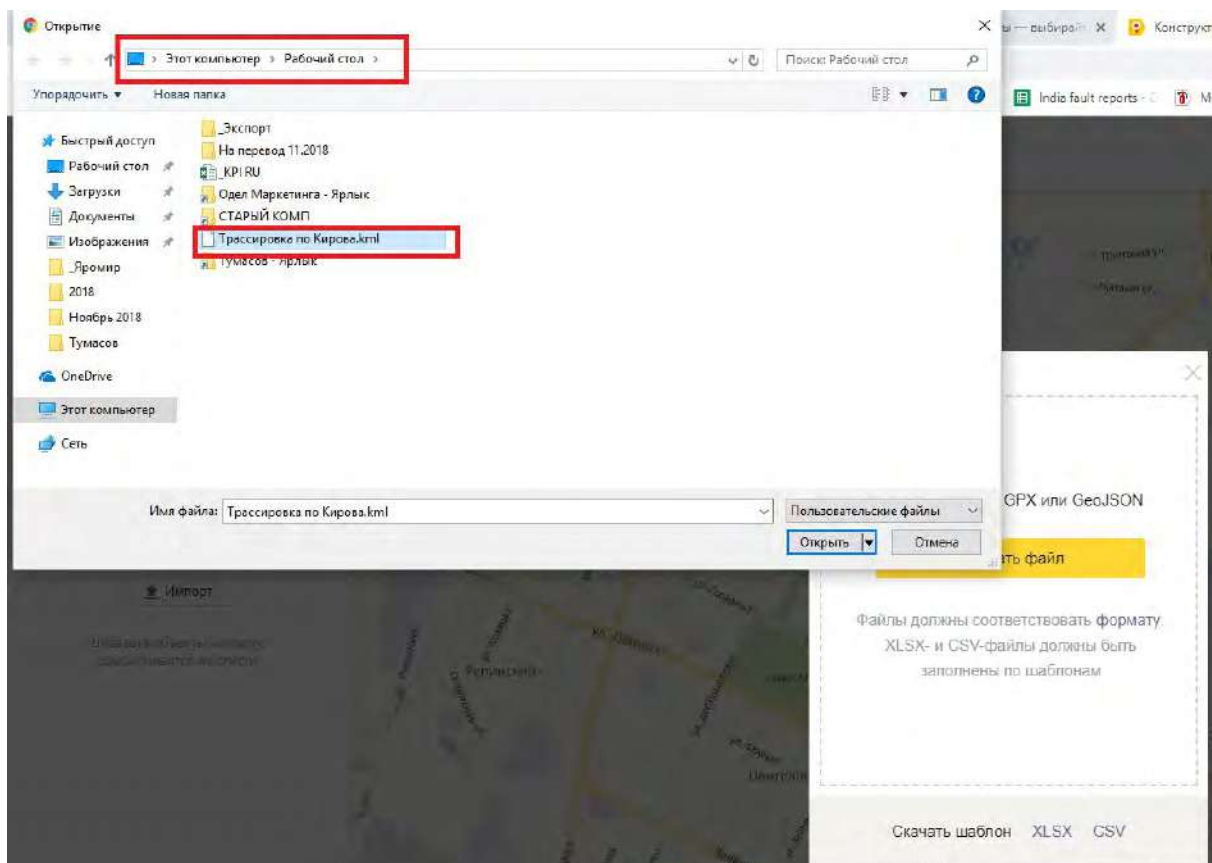 Открытие
Конструкт
Этот компьютер > Рабочий стол >
Поиск: Рабочий стол
Упорядочить
Новая папка
India fault reports -
Быстрый доступ
Рабочий стол
Загрузки
Документы
Изображения
_Яромир
2018
Ноябрь 2018
Тумасов
OneDrive
Этот компьютер
Сеть
_Экспорт
На перевод 11.2018
_KPI RU
Одел Маркетинга - Ярлык
СТАРЫЙ КОМП
Трассировка по Кирова.kml
Тумасов - Ярлык
Имя файла: Трассировка по Кирова.kml
Пользовательские файлы
Открыть
Отмена
GPX или GeoJSON
ать файл
Файлы должны соответствовать формату.
XLSX- и CSV-файлы должны быть
заполнены по шаблонам
Скачать шаблон XLSX CSV
Импорт